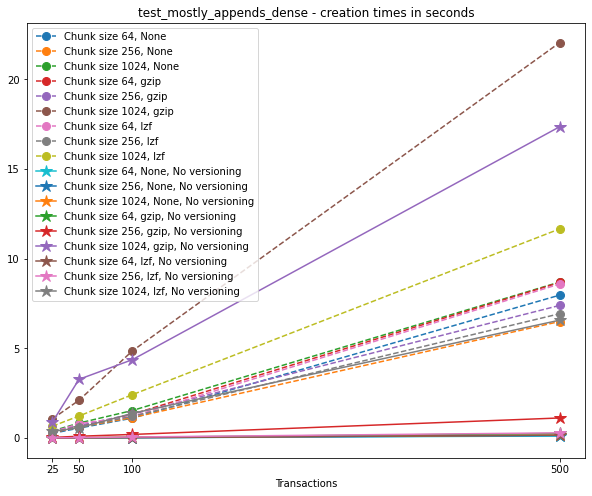 test_mostly_appends_dense - creation times in seconds
Chunk size 64, None
Chunk size 256, None
Chunk size 1024, None
Chunk size 64, gzip
Chunk size 256, gzip
Chunk size 1024, gzip
Chunk size 64, lzf
Chunk size 256, lzf
Chunk size 1024, lzf
Chunk size 64, None, No versioning
Chunk size 256, None, No versioning
Chunk size 1024, None, No versioning
Chunk size 64, gzip, No versioning
Chunk size 256, gzip, No versioning
Chunk size 1024, gzip, No versioning
Chunk size 64, lzf, No versioning
Chunk size 256, lzf, No versioning
Chunk size 1024, lzf, No versioning
20
15
10
5
0
25 50 100 500
Transactions